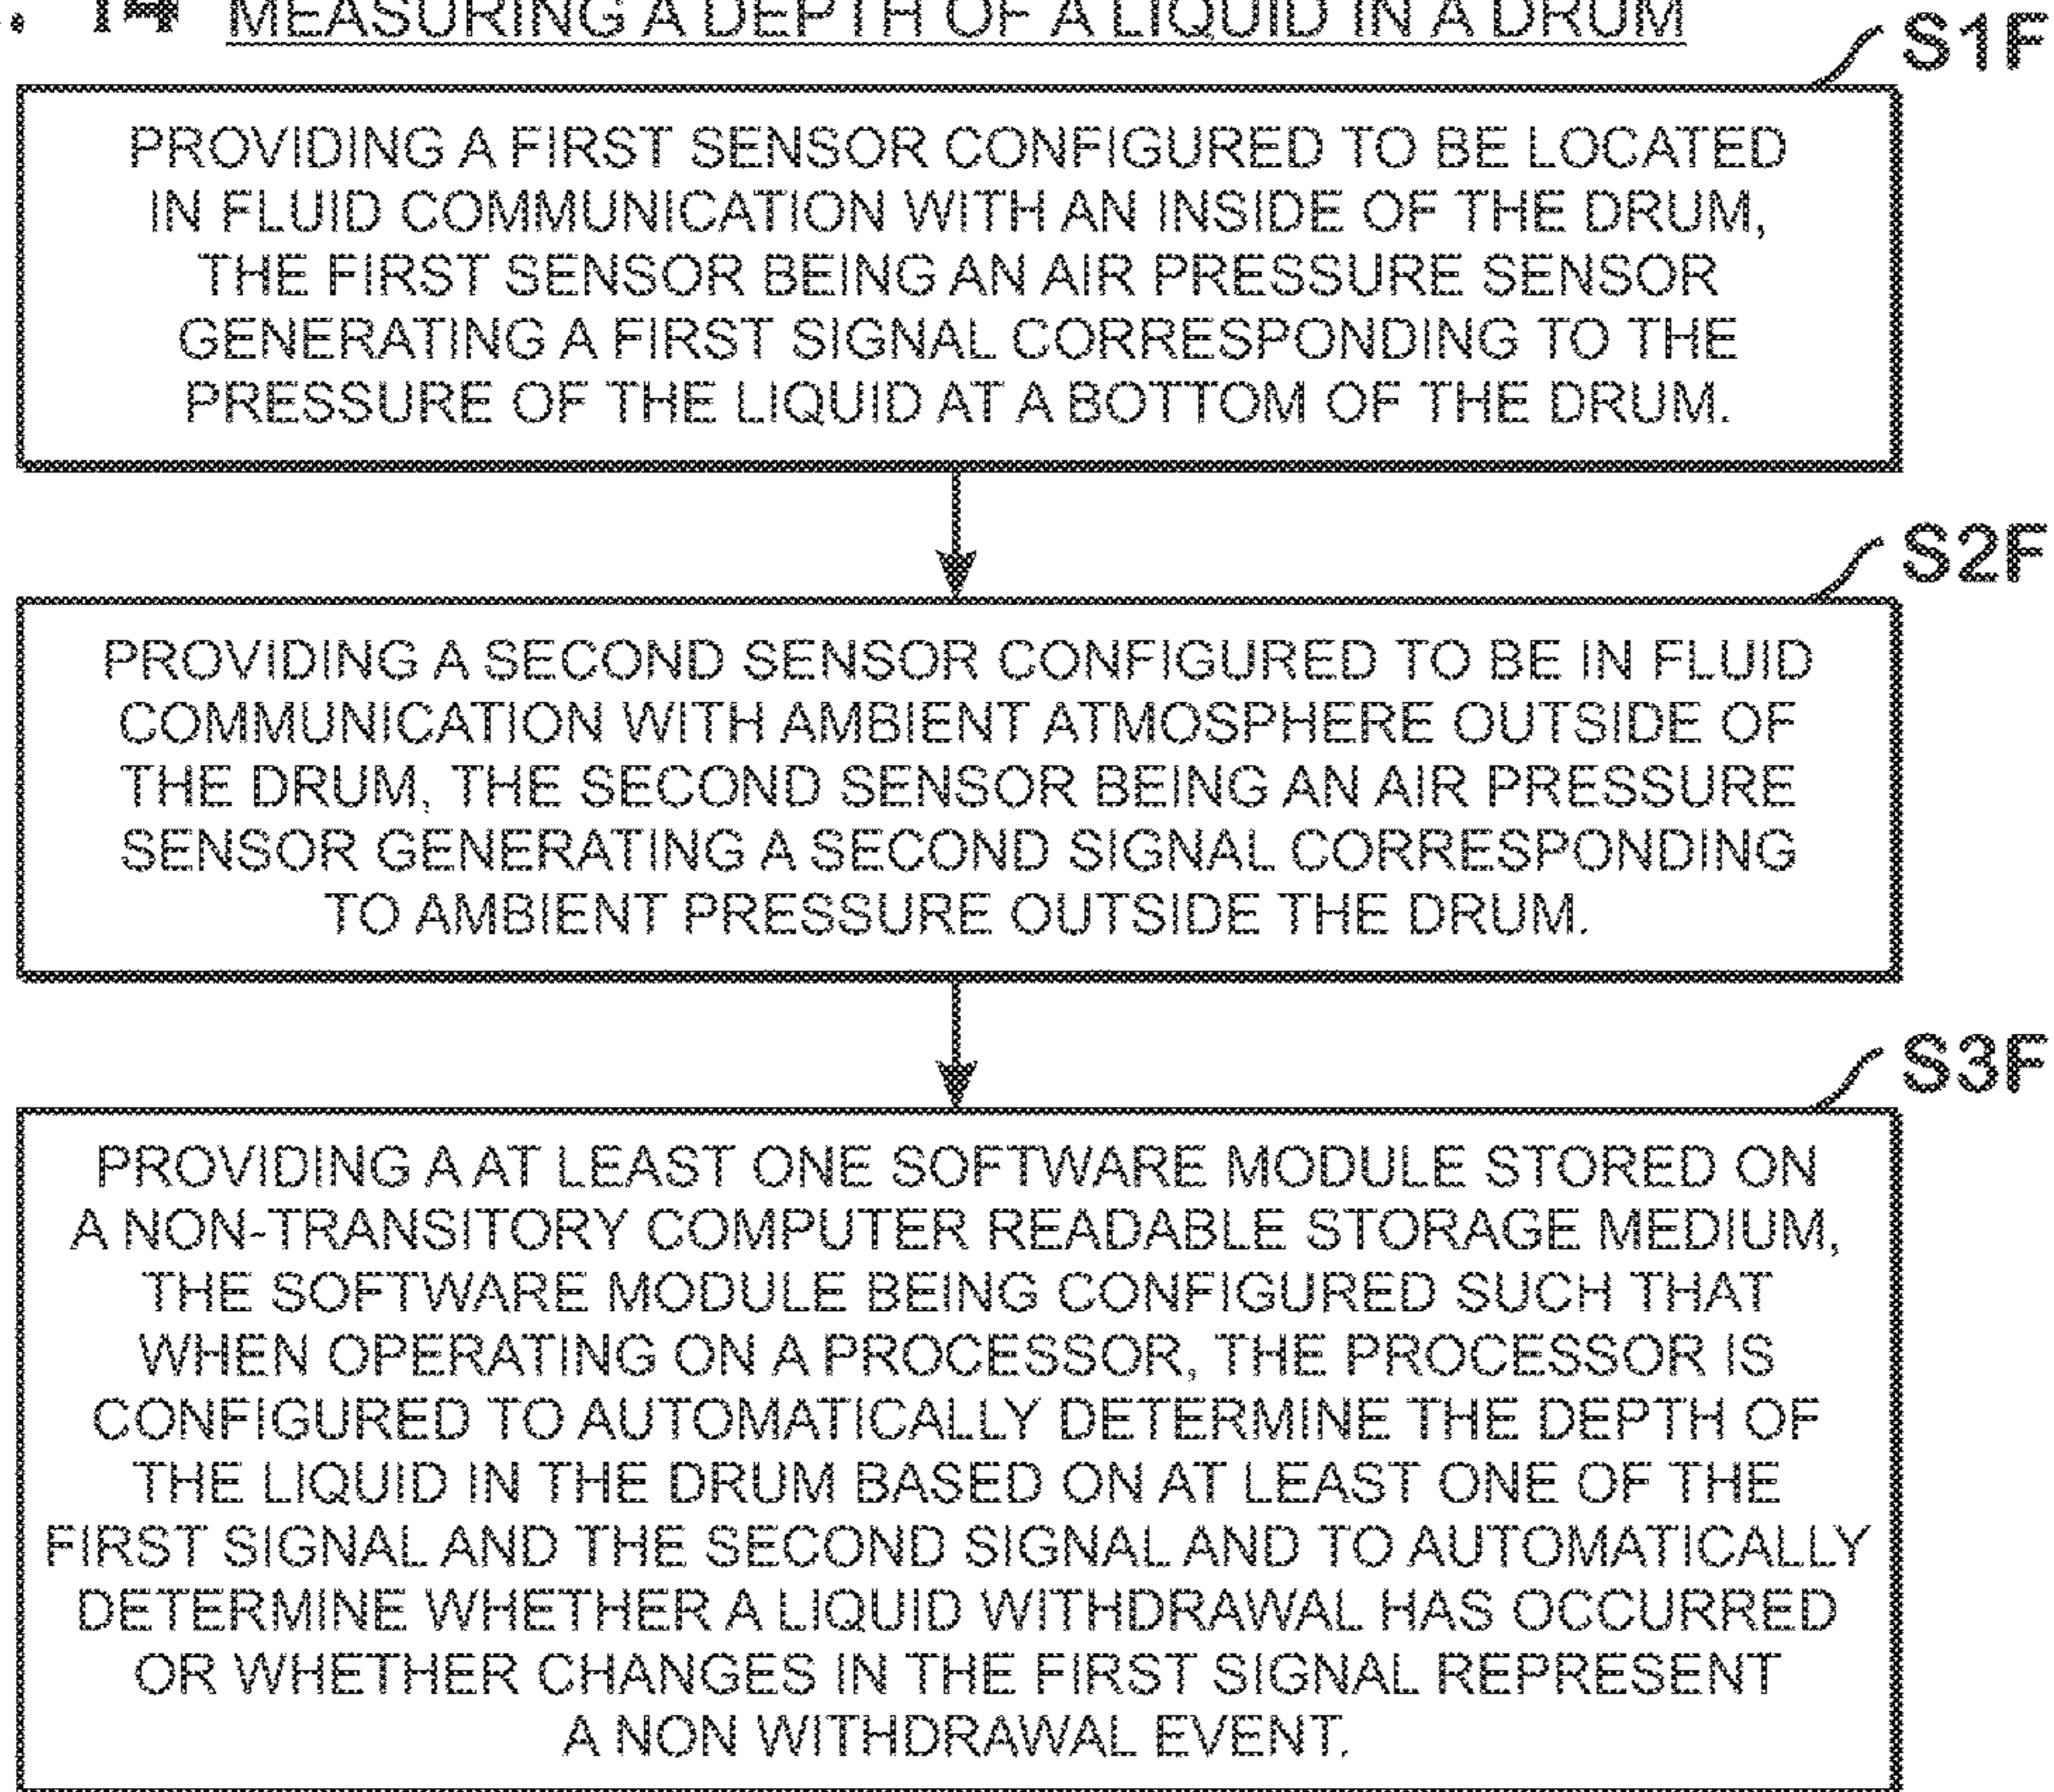 . 14 MEASURING A DEPTH OF A LIQUID IN A DRUM
S1F
PROVIDING A FIRST SENSOR CONFIGURED TO BE LOCATED
IN FLUID COMMUNICATION WITH AN INSIDE OF THE DRUM,
THE FIRST SENSOR BEING AN AIR PRESSURE SENSOR
GENERATING A FIRST SIGNAL CORRESPONDING TO THE
PRESSURE OF THE LIQUID AT A BOTTOM OF THE DRUM.
S2F
PROVIDING A SECOND SENSOR CONFIGURED TO BE IN FLUID
COMMUNICATION WITH AMBIENT ATMOSPHERE OUTSIDE OF
THE DRUM, THE SECOND SENSOR BEING AN AIR PRESSURE
SENSOR GENERATING A SECOND SIGNAL CORRESPONDING
TO AMBIENT PRESSURE OUTSIDE THE DRUM.
S3F
PROVIDING A AT LEAST ONE SOFTWARE MODULE STORED ON
A NON-TRANSITORY COMPUTER READABLE STORAGE MEDIUM,
THE SOFTWARE MODULE BEING CONFIGURED SUCH THAT
WHEN OPERATING ON A PROCESSOR, THE PROCESSOR IS
CONFIGURED TO AUTOMATICALLY DETERMINE THE DEPTH OF
THE LIQUID IN THE DRUM BASED ON AT LEAST ONE OF THE
FIRST SIGNAL AND THE SECOND SIGNAL AND TO AUTOMATICALLY
DETERMINE WHETHER A LIQUID WITHDRAWAL HAS OCCURRED
OR WHETHER CHANGES IN THE FIRST SIGNAL REPRESENT
A NON WITHDRAWAL EVENT.